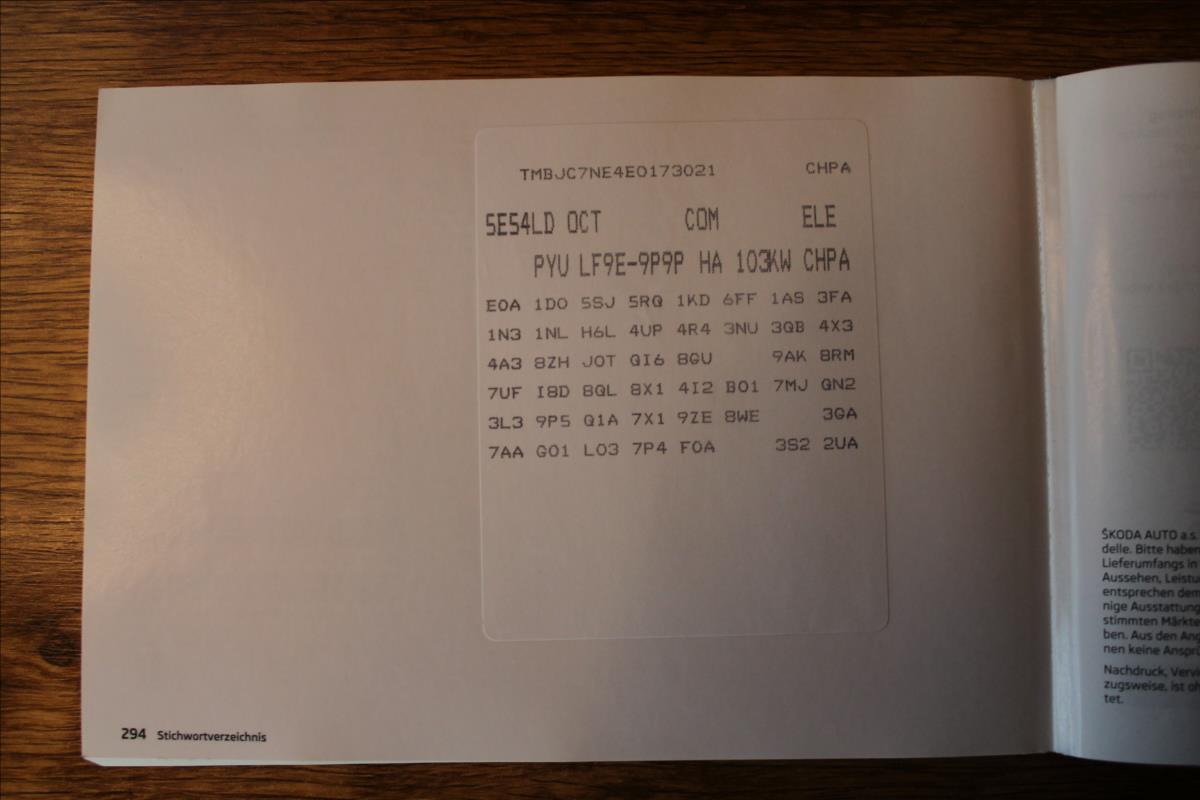 TMBJC7NE4E0173021 CHPA
5E54LD OCT COM ELE
PYU LF9E-9P9P HA 103KW CHPA
E0A 1D0 5SJ 5RQ 1KD 6FF 1AS 3FA
1N3 1NL H6L 4UP 4R4 3NU 3QB 4X3
4A3 8ZH J0T QI6 8GU 9AK 8RM
7UF I8D 8QL 8X1 4I2 B01 7MJ QN2
3L3 9P5 Q1A 7X1 9ZE 8WE 3GA
7AA G01 L03 7P4 F0A 3S2 2UA
294 Stichwortverzeichnis
ŠKODA AUTO a.s.
delle. Bitte haben
Lieferumfangs in
Aussehen, Leistu
entsprechen dem
nige Ausstattung
stimmten Märkte
ben. Aus den Ang
nen keine Ansprü
Nachdruck, Vervi
zugsweise, ist oh
tet.